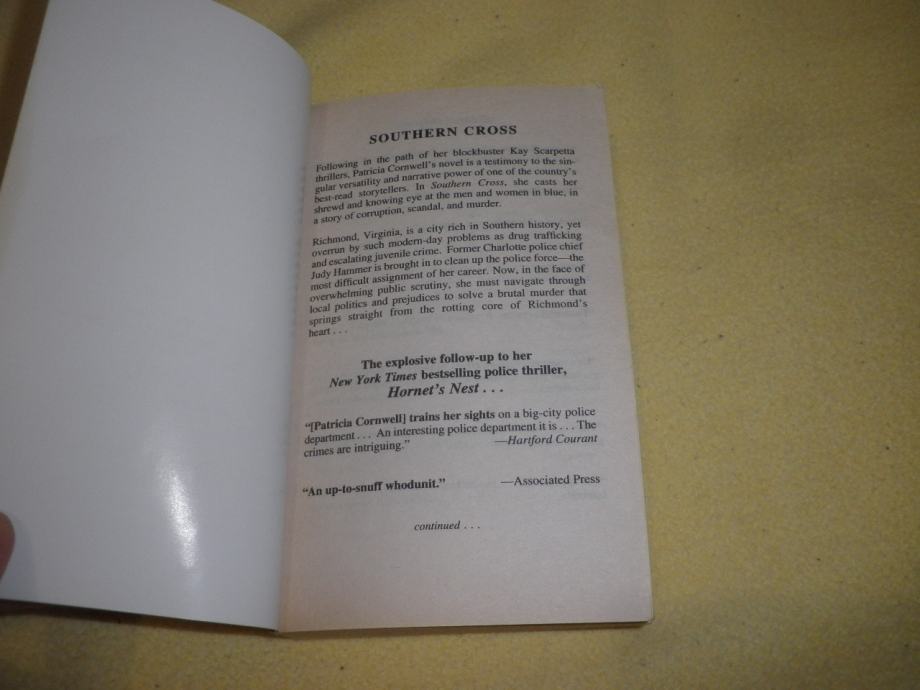 SOUTHERN CROSS
Following in the path of her blockbuster Kay Scarpetta
thrillers, Patricia Cornwell's novel is a testimony to the sin-
gular versatility and narrative power of one of the country's
best-read storytellers. In Southern Cross, she casts her
shrewd and knowing eye at the men and women in blue, in
a story of corruption, scandal, and murder.
Richmond, Virginia, is a city rich in Southern history, yet
overrun by such modern-day problems as drug trafficking
and escalating juvenile crime. Former Charlotte police chief
Judy Hammer is brought in to clean up the police force—the
most difficult assignment of her career. Now, in the face of
overwhelming public scrutiny, she must navigate through
local politics and prejudices to solve a brutal murder that
springs straight from the rotting core of Richmond's
heart . . .
The explosive follow-up to her
New York Times bestselling police thriller,
Hornet's Nest . . .
“[Patricia Cornwell] trains her sights on a big-city police
department . . . An interesting police department it is . . . The
crimes are intriguing.” —Hartford Courant
“An up-to-snuff whodunit.” —Associated Press
continued . . .